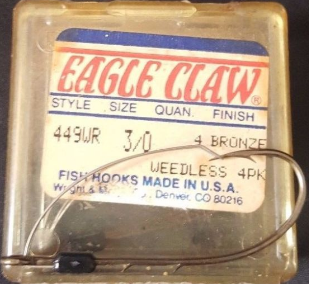 EAGLE CLAW®
STYLE SIZE QUAN. FINISH
449WR 3/0 4 BRONZE
WEEDLESS 4PK
FISH HOOKS MADE IN U.S.A.
Wright & Denver, CO 80216